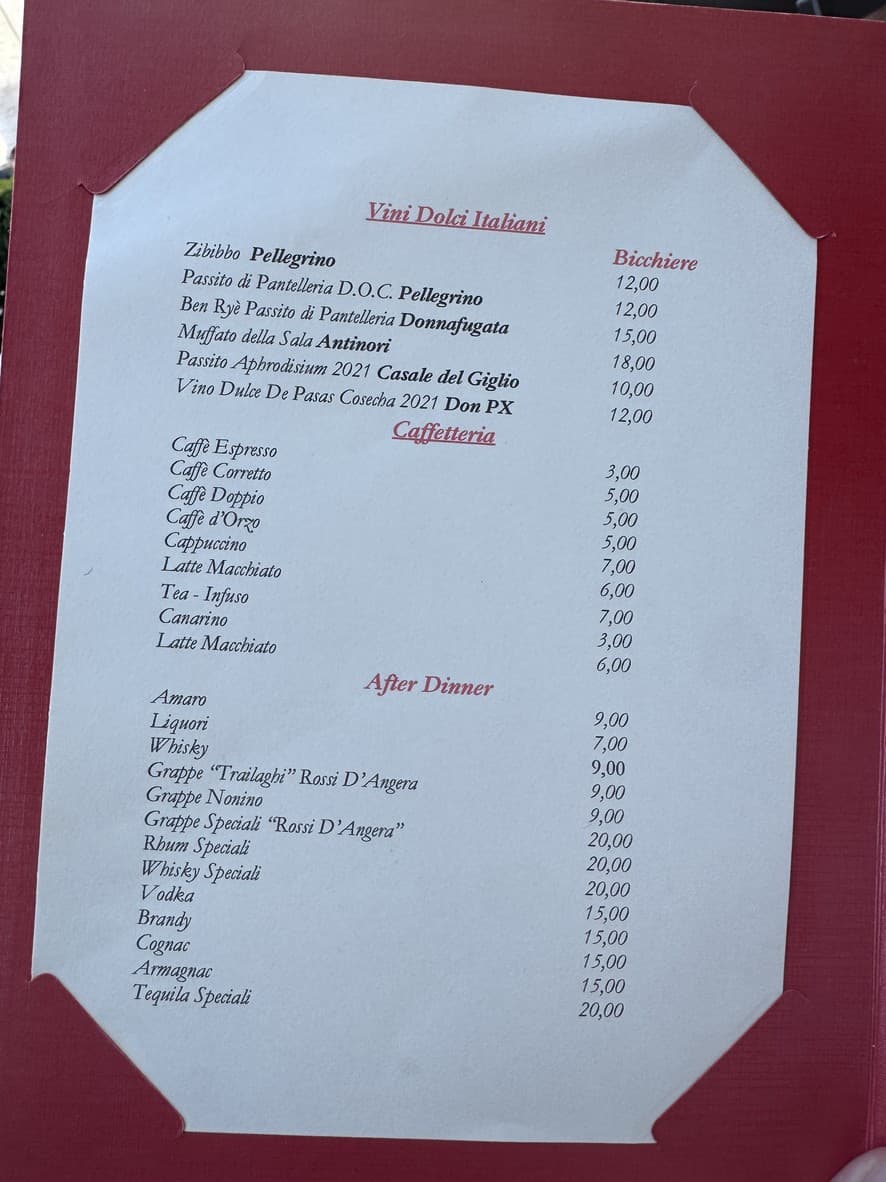 Vini Dolci Italiani
Bicchiere
Zibibbo Pellegrino 12,00
Passito di Pantelleria D.O.C. Pellegrino 12,00
Ben Ryè Passito di Pantelleria Donnafugata 15,00
Muffato della Sala Antinori 18,00
Passito Aphrodisium 2021 Casale del Giglio 10,00
Vino Dulce De Pasas Cosecha 2021 Don PX 12,00
Caffetteria
Caffè Espresso 3,00
Caffè Corretto 5,00
Caffè Doppio 5,00
Caffè d'Orzo 5,00
Cappuccino 7,00
Latte Macchiato 6,00
Tea - Infuso 7,00
Canarino 3,00
Latte Macchiato 6,00
After Dinner
Amaro 9,00
Liquori 7,00
Whisky 9,00
Grappe “Trailaghi” Rossi D'Angera 9,00
Grappe Nonino 9,00
Grappe Speciali “Rossi D'Angera” 20,00
Rhum Speciali 20,00
Whisky Speciali 20,00
Vodka 15,00
Brandy 15,00
Cognac 15,00
Armagnac 15,00
Tequila Speciali 20,00